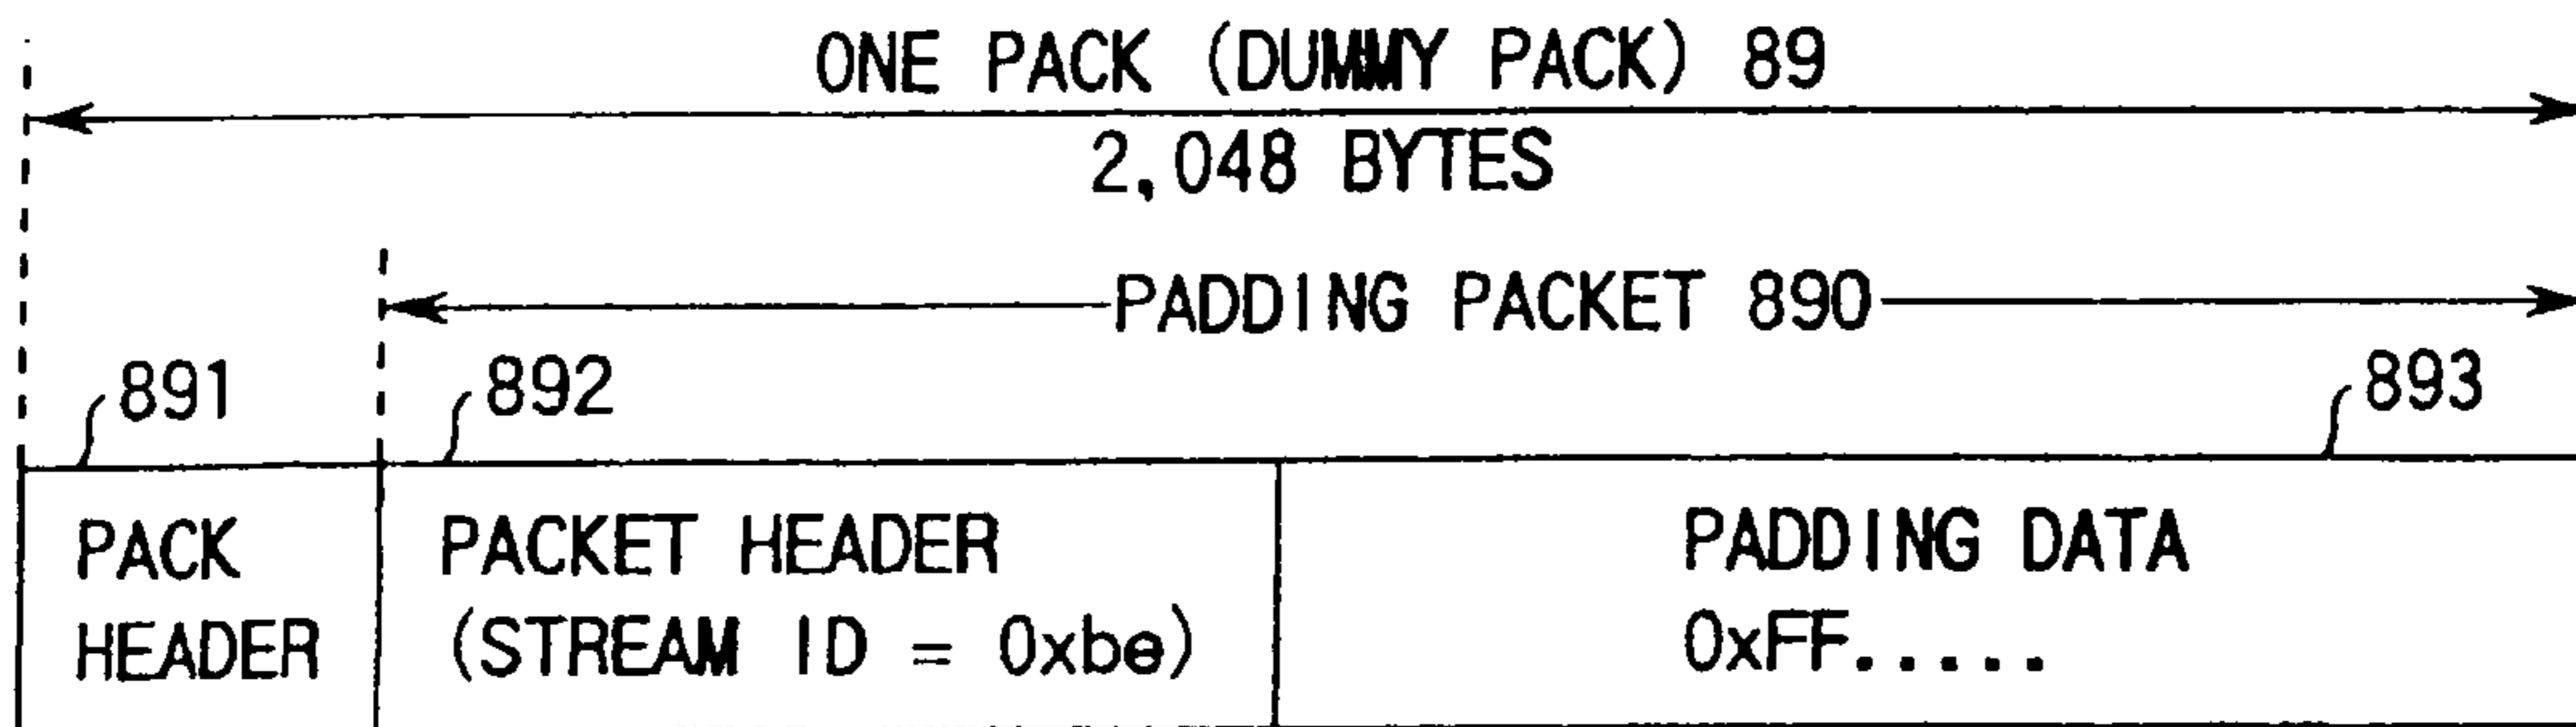 ONE PACK (DUMMY PACK) 89
2,048 BYTES
PADDING PACKET 890
891
892
893
PACK
HEADER
PACKET HEADER
(STREAM ID = 0xbe)
PADDING DATA
0xFF.....